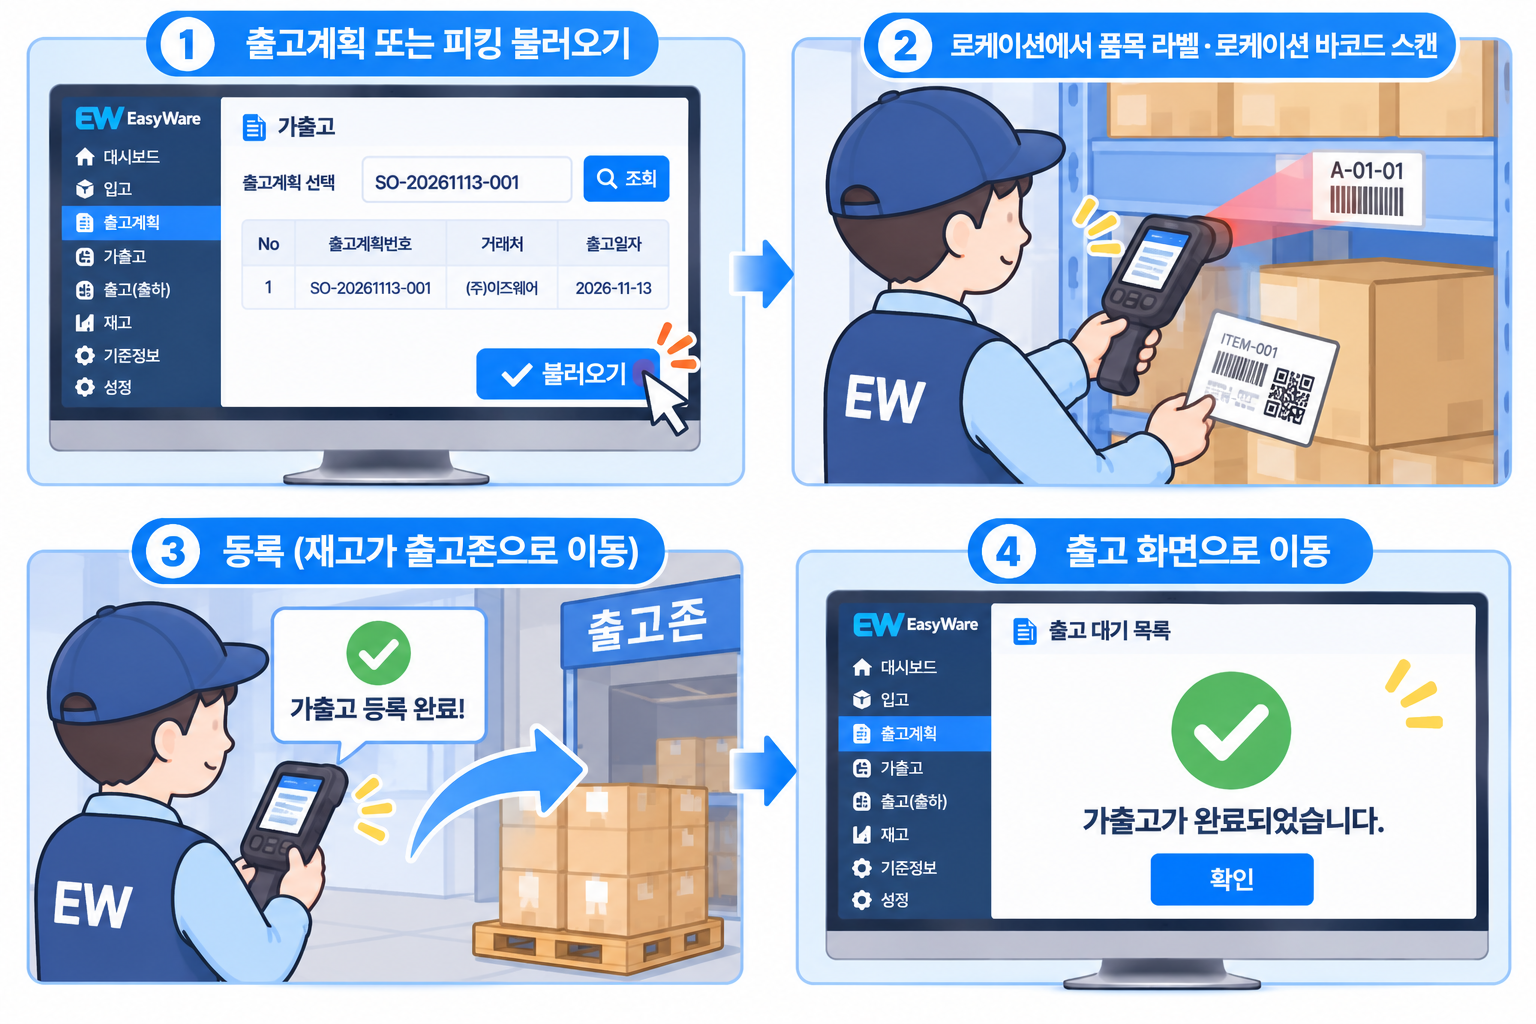 1 출고계획 또는 피킹 불러오기
EW EasyWare
대시보드
입고
출고계획
가출고
출고(출하)
재고
기준정보
성정
가출고
출고계획 선택 SO-20261113-001 조회
No 출고계획번호 거래처 출고일자
1 SO-20261113-001 (주)이즈웨어 2026-11-13
불러오기
2 로케이션에서 품목 라벨·로케이션 바코드 스캔
A-01-01
ITEM-001
EW
3 등록 (재고가 출고존으로 이동)
가출고 등록 완료!
출고존
EW
4 출고 화면으로 이동
EW EasyWare
대시보드
입고
출고계획
가출고
출고(출하)
재고
기준정보
성정
출고 대기 목록
가출고가 완료되었습니다.
확인